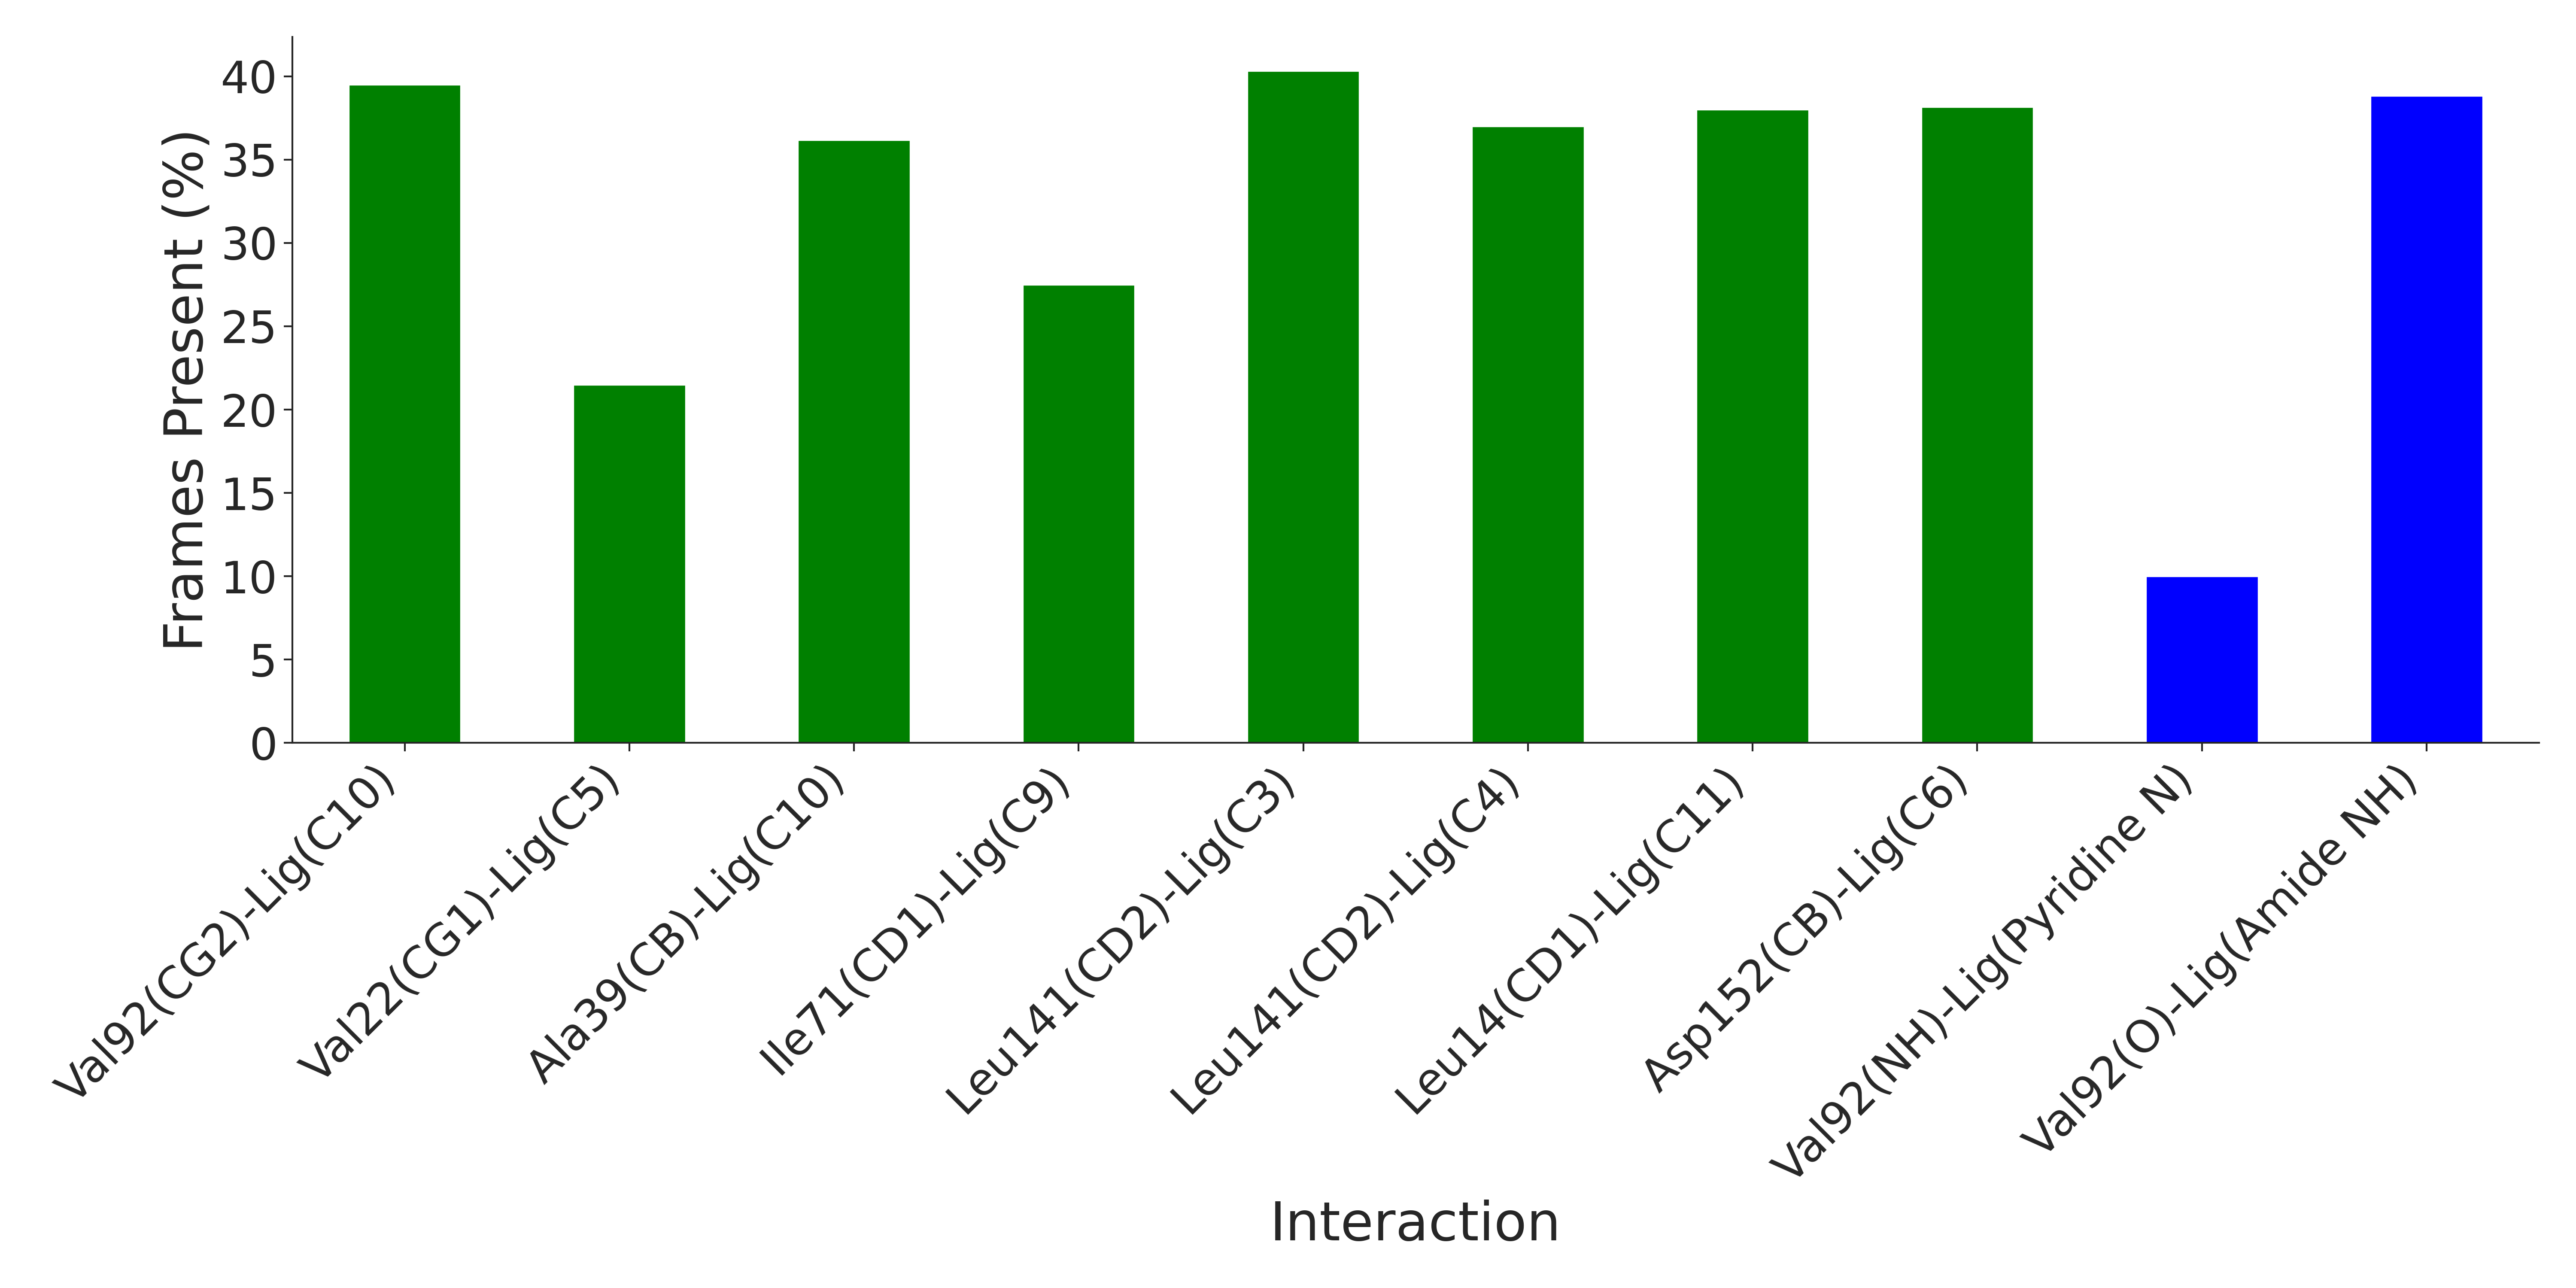 Frames Present (%)
40
35
30
25
20
15
10
5
0
Val92(CG2)-Lig(C10)
Val22(CG1)-Lig(C5)
Ala39(CB)-Lig(C10)
Ile71(CD1)-Lig(C9)
Leu141(CD2)-Lig(C3)
Leu141(CD2)-Lig(C4)
Leu14(CD1)-Lig(C11)
Asp152(CB)-Lig(C6)
Val92(NH)-Lig(Pyridine N)
Val92(O)-Lig(Amide NH)
Interaction